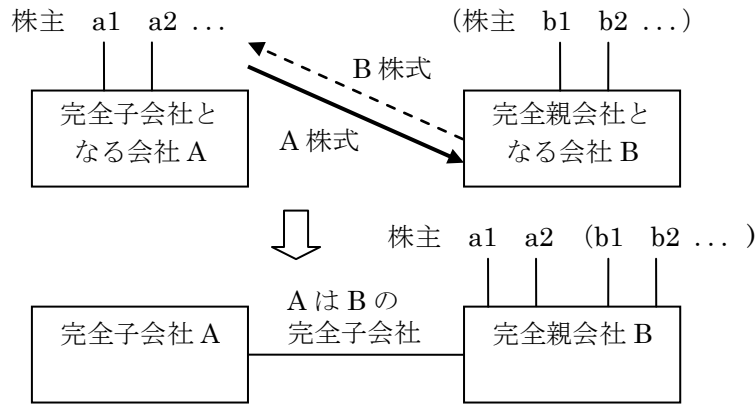 株主 a1 a2 ...
(株主 b1 b2 ...)
B 株式
A 株式
完全子会社と
なる会社 A
完全親会社と
なる会社 B
株主 a1 a2 (b1 b2 ... )
A は B の
完全子会社
完全子会社 A
完全親会社 B